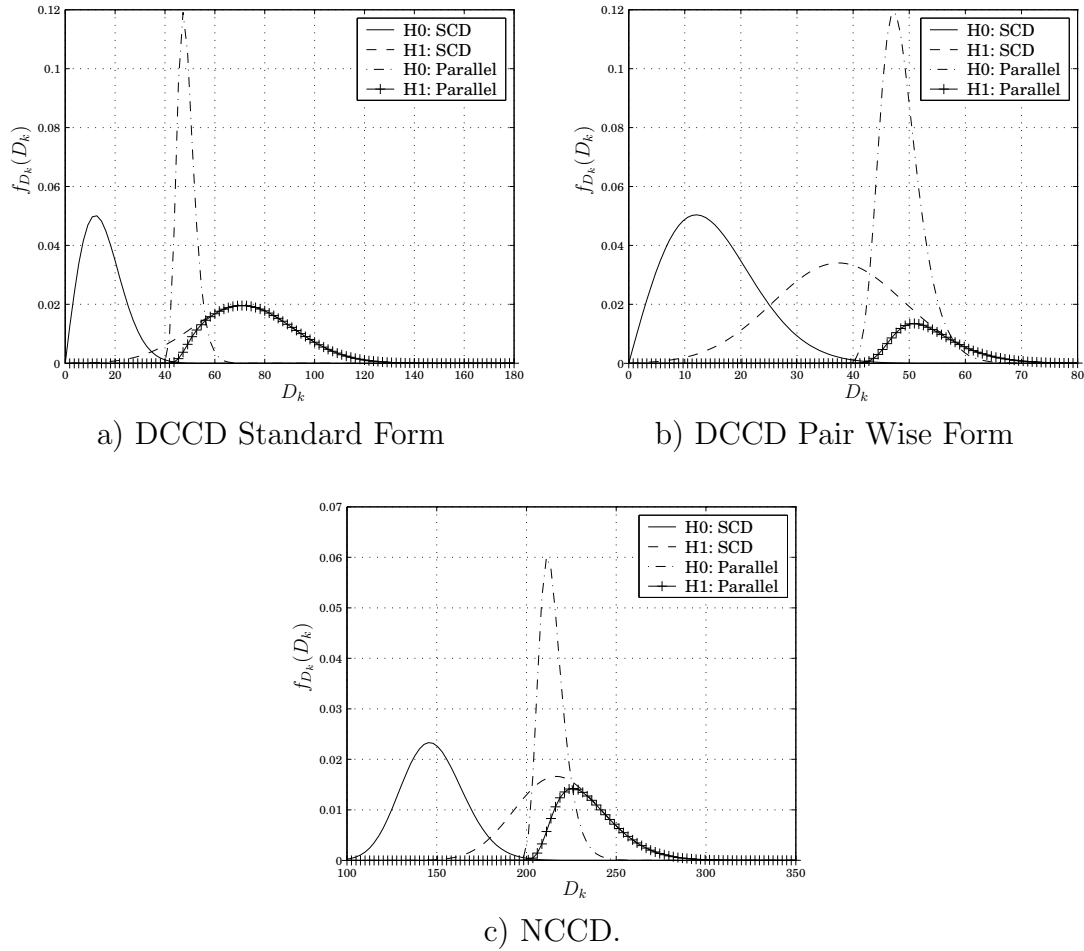 H0: SCD
H1: SCD
H0: Parallel
H1: Parallel
0.12
0.1
0.08
0.06
0.04
0.02
0
f_{D_k}(D_k)
0 20 40 60 80 100 120 140 160 180
D_k
a) DCCD Standard Form
H0: SCD
H1: SCD
H0: Parallel
H1: Parallel
0.12
0.1
0.08
0.06
0.04
0.02
0
f_{D_k}(D_k)
0 10 20 30 40 50 60 70 80
D_k
b) DCCD Pair Wise Form
H0: SCD
H1: SCD
H0: Parallel
H1: Parallel
0.07
0.06
0.05
0.04
0.03
0.02
0.01
0
f_{D_k}(D_k)
100 150 200 250 300 350
D_k
c) NCCD.